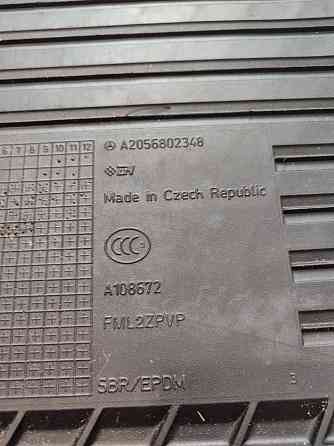 6 7 8 9 10 11 12
A2056802348
Made in Czech Republic
CCC
A108672
FML2ZPVP
SBR/EPDM
3